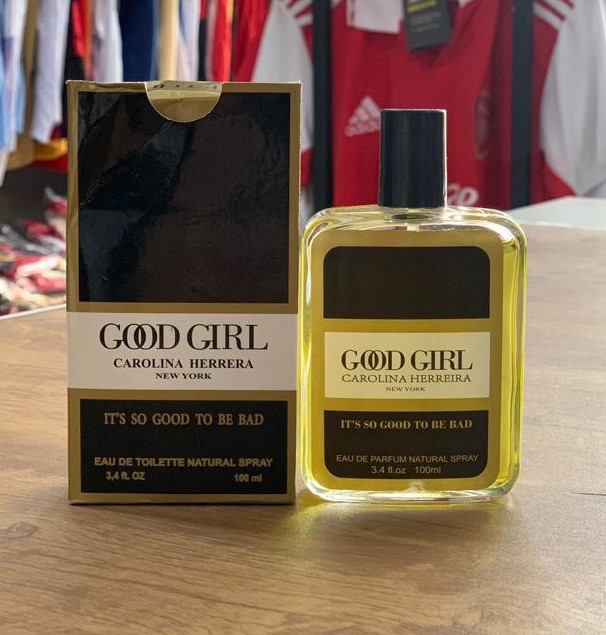 GOOD GIRL
CAROLINA HERRERA
NEW YORK
IT'S SO GOOD TO BE BAD
EAU DE TOILETTE NATURAL SPRAY
3,4 ft. OZ 100 ml
GOOD GIRL
CAROLINA HERREIRA
NEW YORK
IT'S SO GOOD TO BE BAD
EAU DE PARFUM NATURAL SPRAY
3.4 fl.oz 100ml